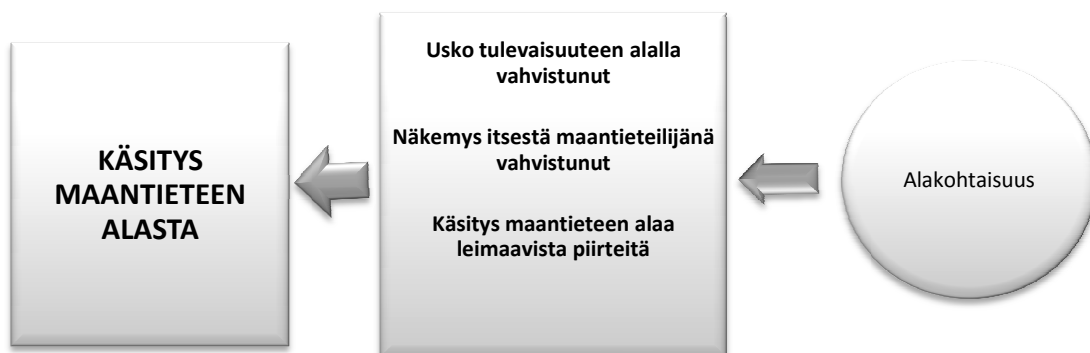 KÄSITYS
MAANTIETEEN
ALASTA
Usko tulevaisuuteen alalla
vahvistunut
Näkemys itsestä maantieteilijänä
vahvistunut
Käsitys maantieteen alaa
leimaavista piirteitä
Alakohtaisuus